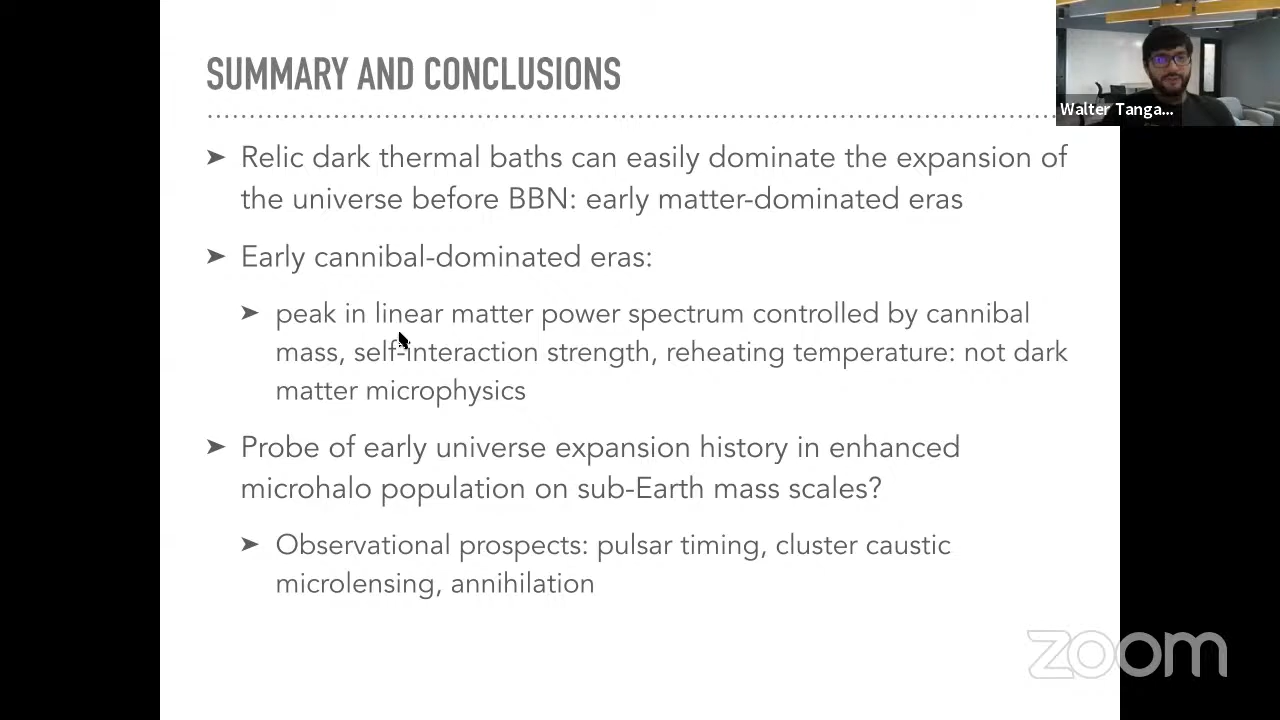 SUMMARY AND CONCLUSIONS
Walter Tanga...
➤ Relic dark thermal baths can easily dominate the expansion of
the universe before BBN: early matter-dominated eras
➤ Early cannibal-dominated eras:
➤ peak in linear matter power spectrum controlled by cannibal
mass, self-interaction strength, reheating temperature: not dark
matter microphysics
➤ Probe of early universe expansion history in enhanced
microhalo population on sub-Earth mass scales?
➤ Observational prospects: pulsar timing, cluster caustic
microlensing, annihilation
zoom